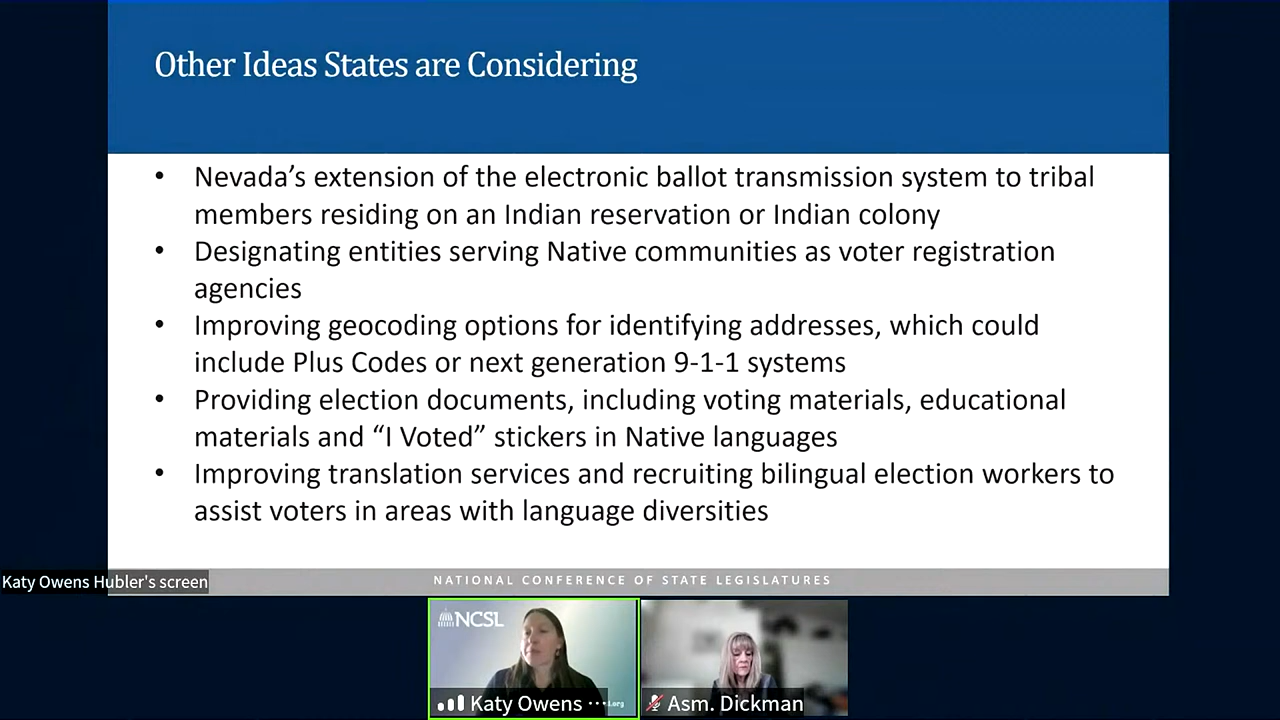 Other Ideas States are Considering
• Nevada’s extension of the electronic ballot transmission system to tribal
members residing on an Indian reservation or Indian colony
• Designating entities serving Native communities as voter registration
agencies
• Improving geocoding options for identifying addresses, which could
include Plus Codes or next generation 9-1-1 systems
• Providing election documents, including voting materials, educational
materials and “I Voted” stickers in Native languages
• Improving translation services and recruiting bilingual election workers to
assist voters in areas with language diversities
NATIONAL CONFERENCE OF STATE LEGISLATURES
Katy Owens Hubler's screen
NCSL
Katy Owens ···
Asm. Dickman